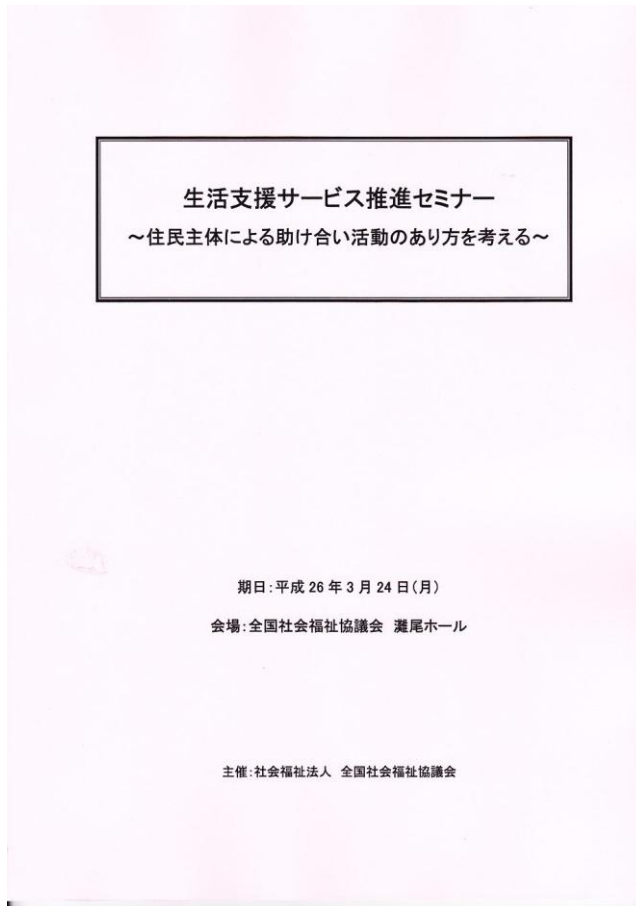 生活支援サービス推進セミナー
～住民主体による助け合い活動のあり方を考える～
期日：平成26年3月24日（月）
会場：全国社会福祉協議会　灘尾ホール
主催：社会福祉法人　全国社会福祉協議会